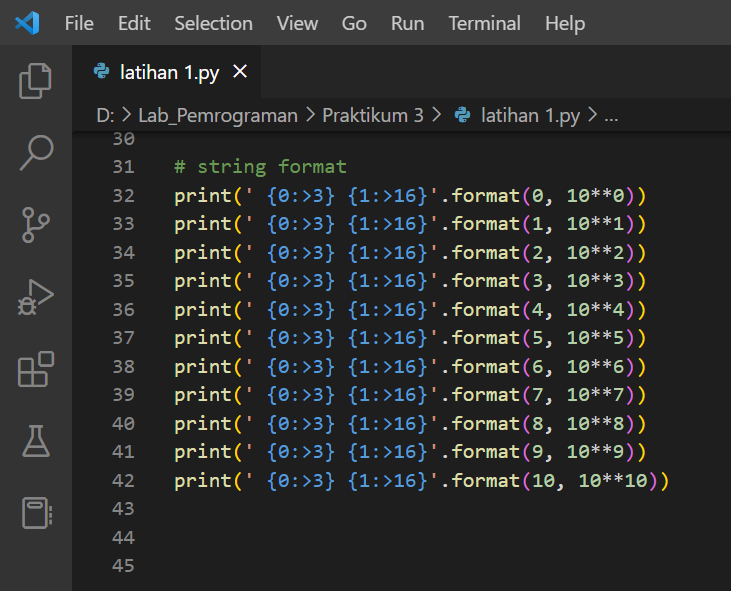 File Edit Selection View Go Run Terminal Help
latihan 1.py
D: > Lab_Pemrograman > Praktikum 3 > latihan 1.py > ...
30
31 # string format
32 print(' {0:>3} {1:>16}'.format(0, 10**0))
33 print(' {0:>3} {1:>16}'.format(1, 10**1))
34 print(' {0:>3} {1:>16}'.format(2, 10**2))
35 print(' {0:>3} {1:>16}'.format(3, 10**3))
36 print(' {0:>3} {1:>16}'.format(4, 10**4))
37 print(' {0:>3} {1:>16}'.format(5, 10**5))
38 print(' {0:>3} {1:>16}'.format(6, 10**6))
39 print(' {0:>3} {1:>16}'.format(7, 10**7))
40 print(' {0:>3} {1:>16}'.format(8, 10**8))
41 print(' {0:>3} {1:>16}'.format(9, 10**9))
42 print(' {0:>3} {1:>16}'.format(10, 10**10))
43
44
45